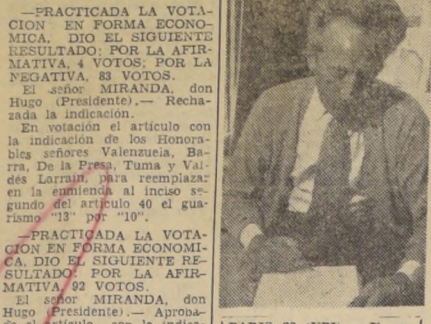 —PRACTICADA LA VOTA-
CION EN FORMA ECONO-
MICA, DIO EL SIGUIENTE
RESULTADO: POR LA AFIR-
MATIVA, 4 VOTOS; POR LA
NEGATIVA, 83 VOTOS.
El señor MIRANDA, don
Hugo (Presidente).— Recha-
zada la indicación.
En votación el artículo con
la indicación de los Honora-
bles señores Valenzuela, Ba-
rra, De la Presa, Tuma y Val-
dés Larraín, para reemplazar
en la enmienda al inciso se-
gundo del artículo 40 el gua-
rismo "13" por "10".
—PRACTICADA LA VOTA-
CION EN FORMA ECONOMI-
CA, DIO EL SIGUIENTE RE-
SULTADO: POR LA AFIR-
MATIVA, 92 VOTOS.
El señor MIRANDA, don
Hugo (Presidente).— Aproba-